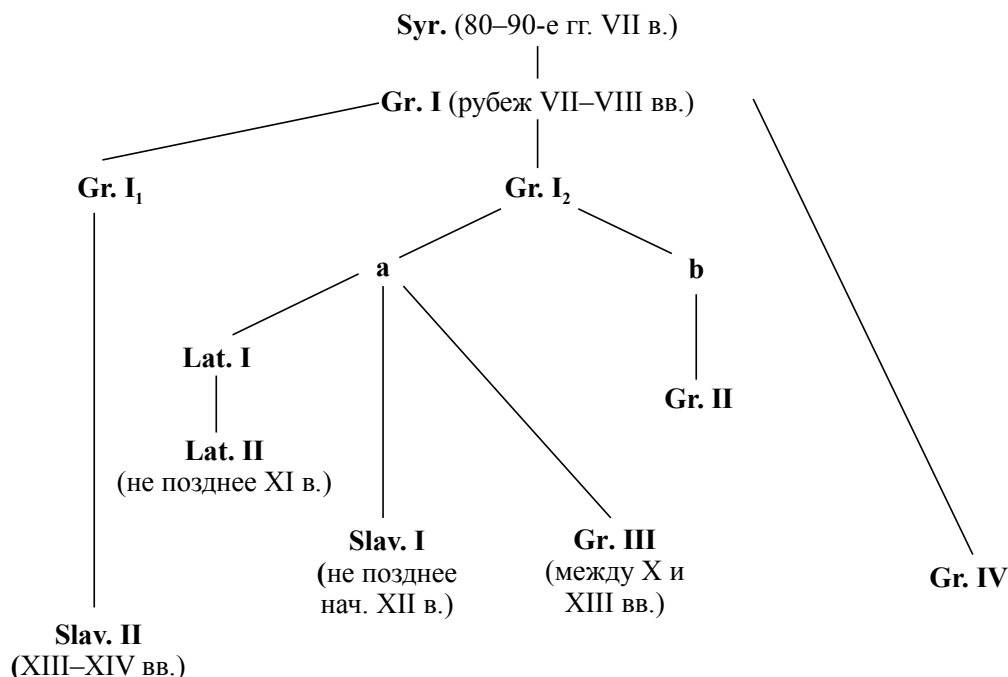 Syr. (80–90-е гг. VII в.)
Gr. I (рубеж VII–VIII вв.)
Gr. I₁
Gr. I₂
a
b
Lat. I
Gr. II
Lat. II
(не позднее XI в.)
Slav. I
(не позднее
нач. XII в.)
Gr. III
(между X и
XIII вв.)
Gr. IV
Slav. II
(XIII–XIV вв.)